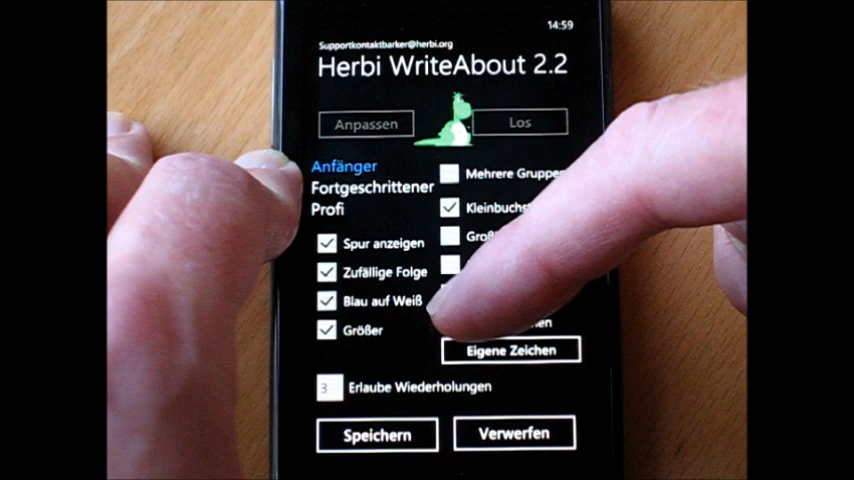 14:59
Supportkontaktbarker@herbi.org
Herbi WriteAbout 2.2
Anpassen
Los
Anfänger
Fortgeschrittener
Profi
Spur anzeigen
Zufällige Folge
Blau auf Weiß
Größer
Mehrere Gruppen
Eigene Zeichen
3 Erlaube Wiederholungen
Speichern
Verwerfen